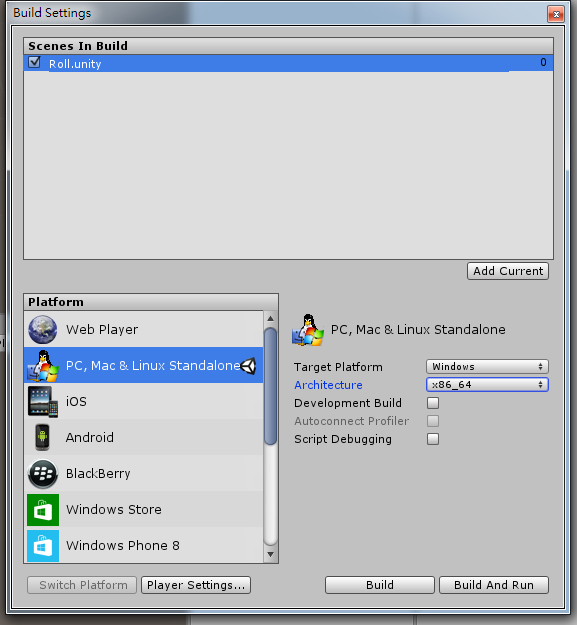 Build Settings
Scenes In Build
Roll.unity 0
Add Current
Platform
Web Player
PC, Mac & Linux Standalone
iOS
Android
BlackBerry
Windows Store
Windows Phone 8
PC, Mac & Linux Standalone
Target Platform Windows
Architecture x86_64
Development Build
Autoconnect Profiler
Script Debugging
Switch Platform Player Settings... Build Build And Run